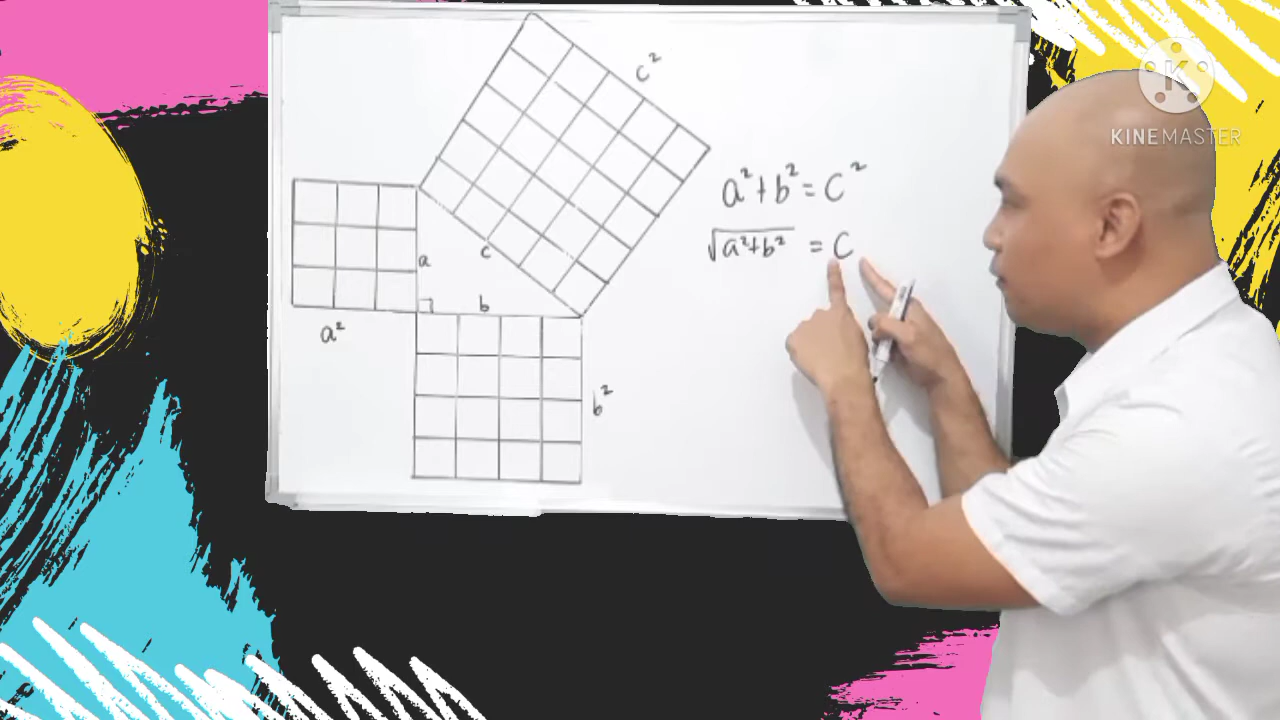 c²
a² + b² = c²
√a²+b² = c
a
c
b
a²
b²
KINEMASTER